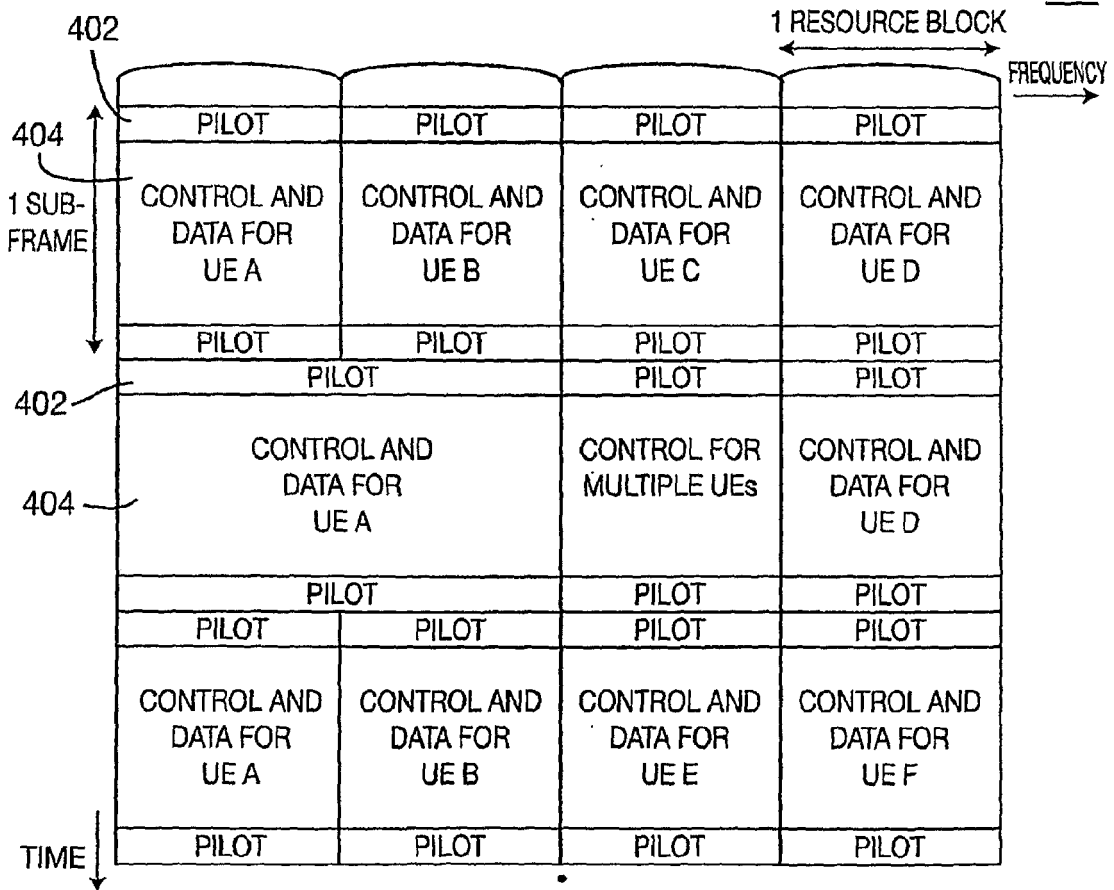 1 RESOURCE BLOCK
402
FREQUENCY
PILOT PILOT PILOT PILOT
404
1 SUB-
FRAME
CONTROL AND
DATA FOR
UE A
CONTROL AND
DATA FOR
UE B
CONTROL AND
DATA FOR
UE C
CONTROL AND
DATA FOR
UE D
PILOT PILOT PILOT PILOT
PILOT PILOT PILOT
402
CONTROL AND
DATA FOR
UE A
CONTROL FOR
MULTIPLE UEs
CONTROL AND
DATA FOR
UE D
404
PILOT PILOT PILOT
PILOT PILOT PILOT PILOT
CONTROL AND
DATA FOR
UE A
CONTROL AND
DATA FOR
UE B
CONTROL AND
DATA FOR
UE E
CONTROL AND
DATA FOR
UE F
PILOT PILOT PILOT PILOT
TIME